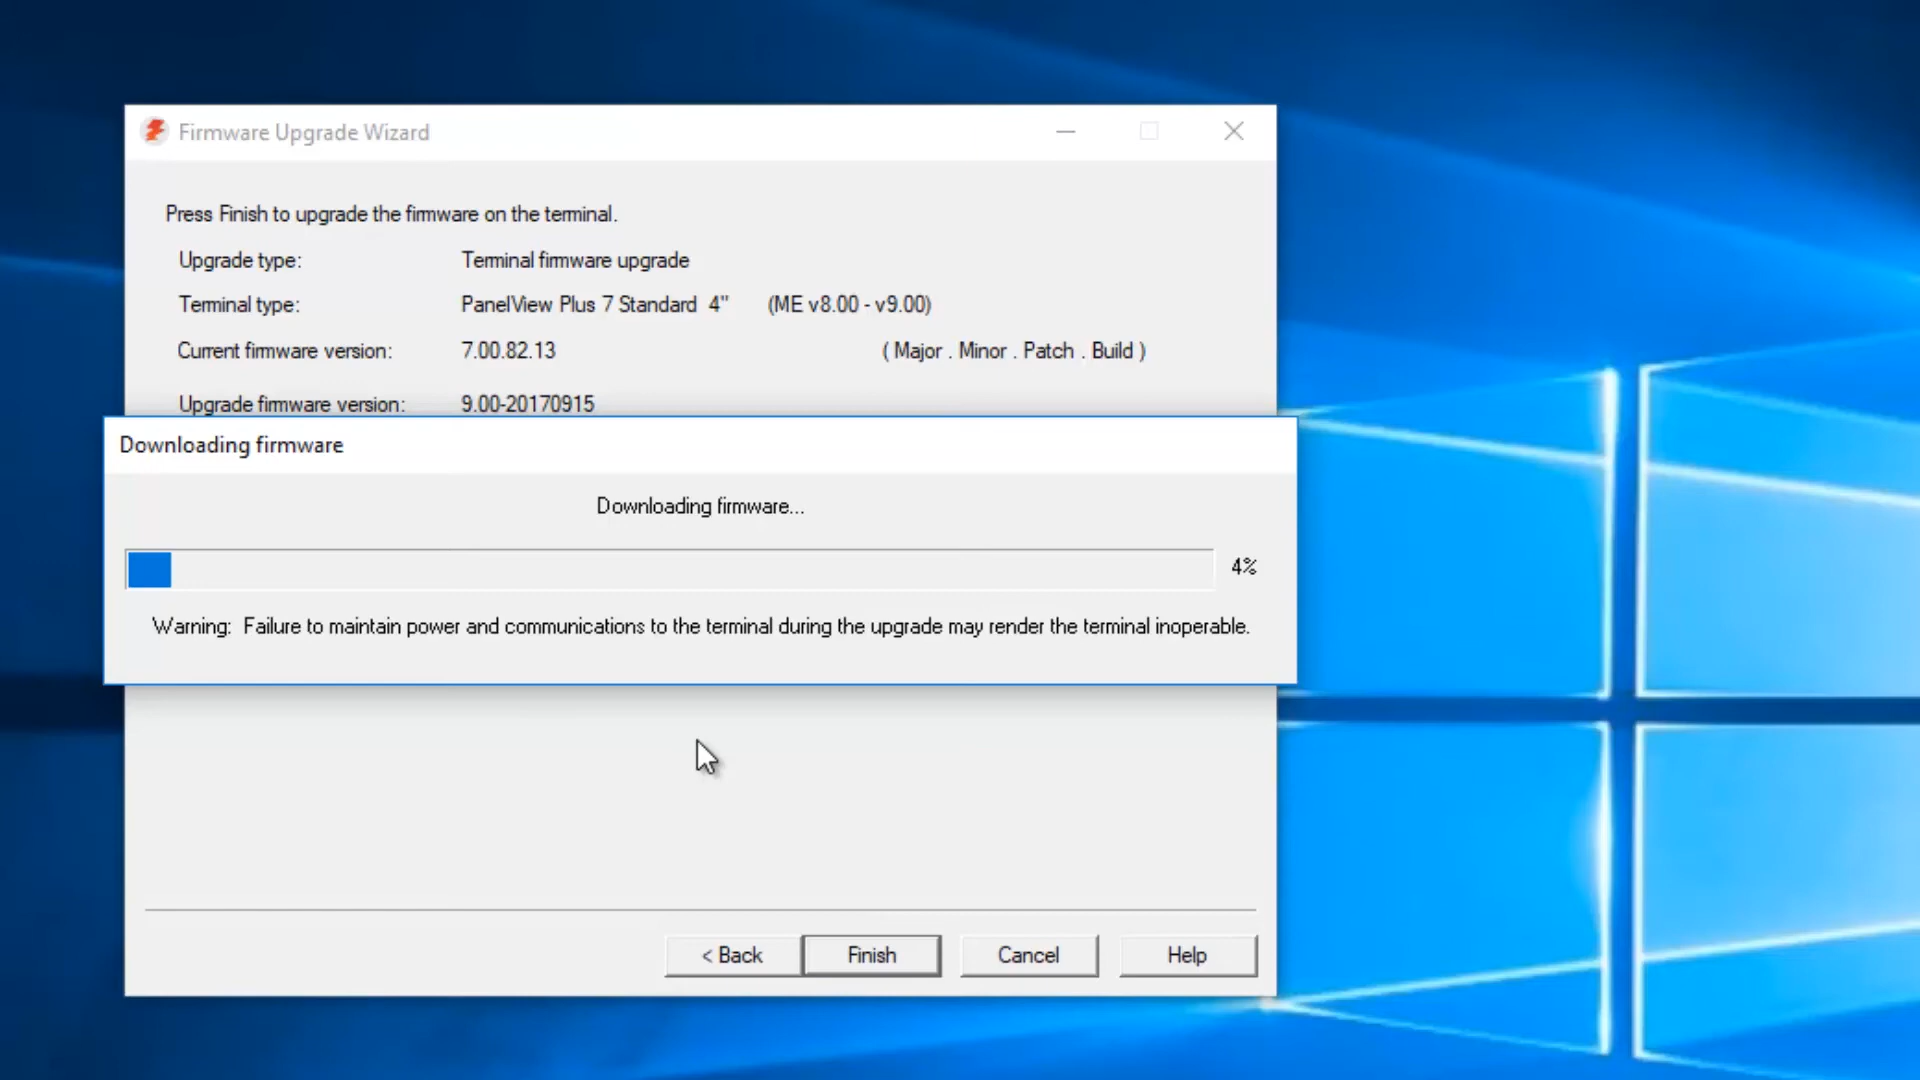 Firmware Upgrade Wizard
Press Finish to upgrade the firmware on the terminal.
Upgrade type: Terminal firmware upgrade
Terminal type: PanelView Plus 7 Standard 4" (ME v8.00 - v9.00)
Current firmware version: 7.00.82.13 ( Major . Minor . Patch . Build )
Upgrade firmware version: 9.00-20170915
Downloading firmware
Downloading firmware...
4%
Warning: Failure to maintain power and communications to the terminal during the upgrade may render the terminal inoperable.
< Back Finish Cancel Help